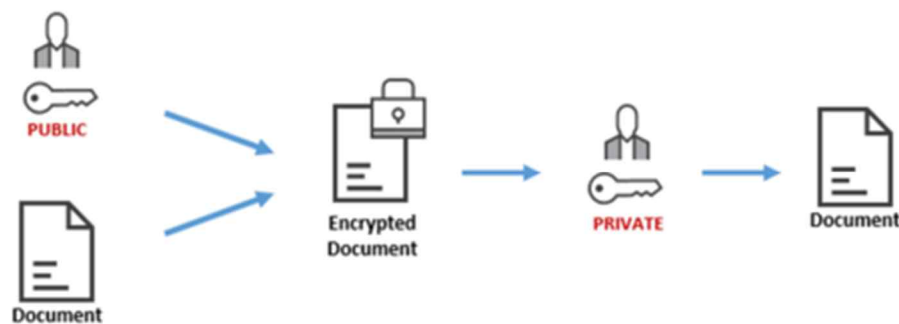 PUBLIC
Document
Encrypted
Document
PRIVATE
Document